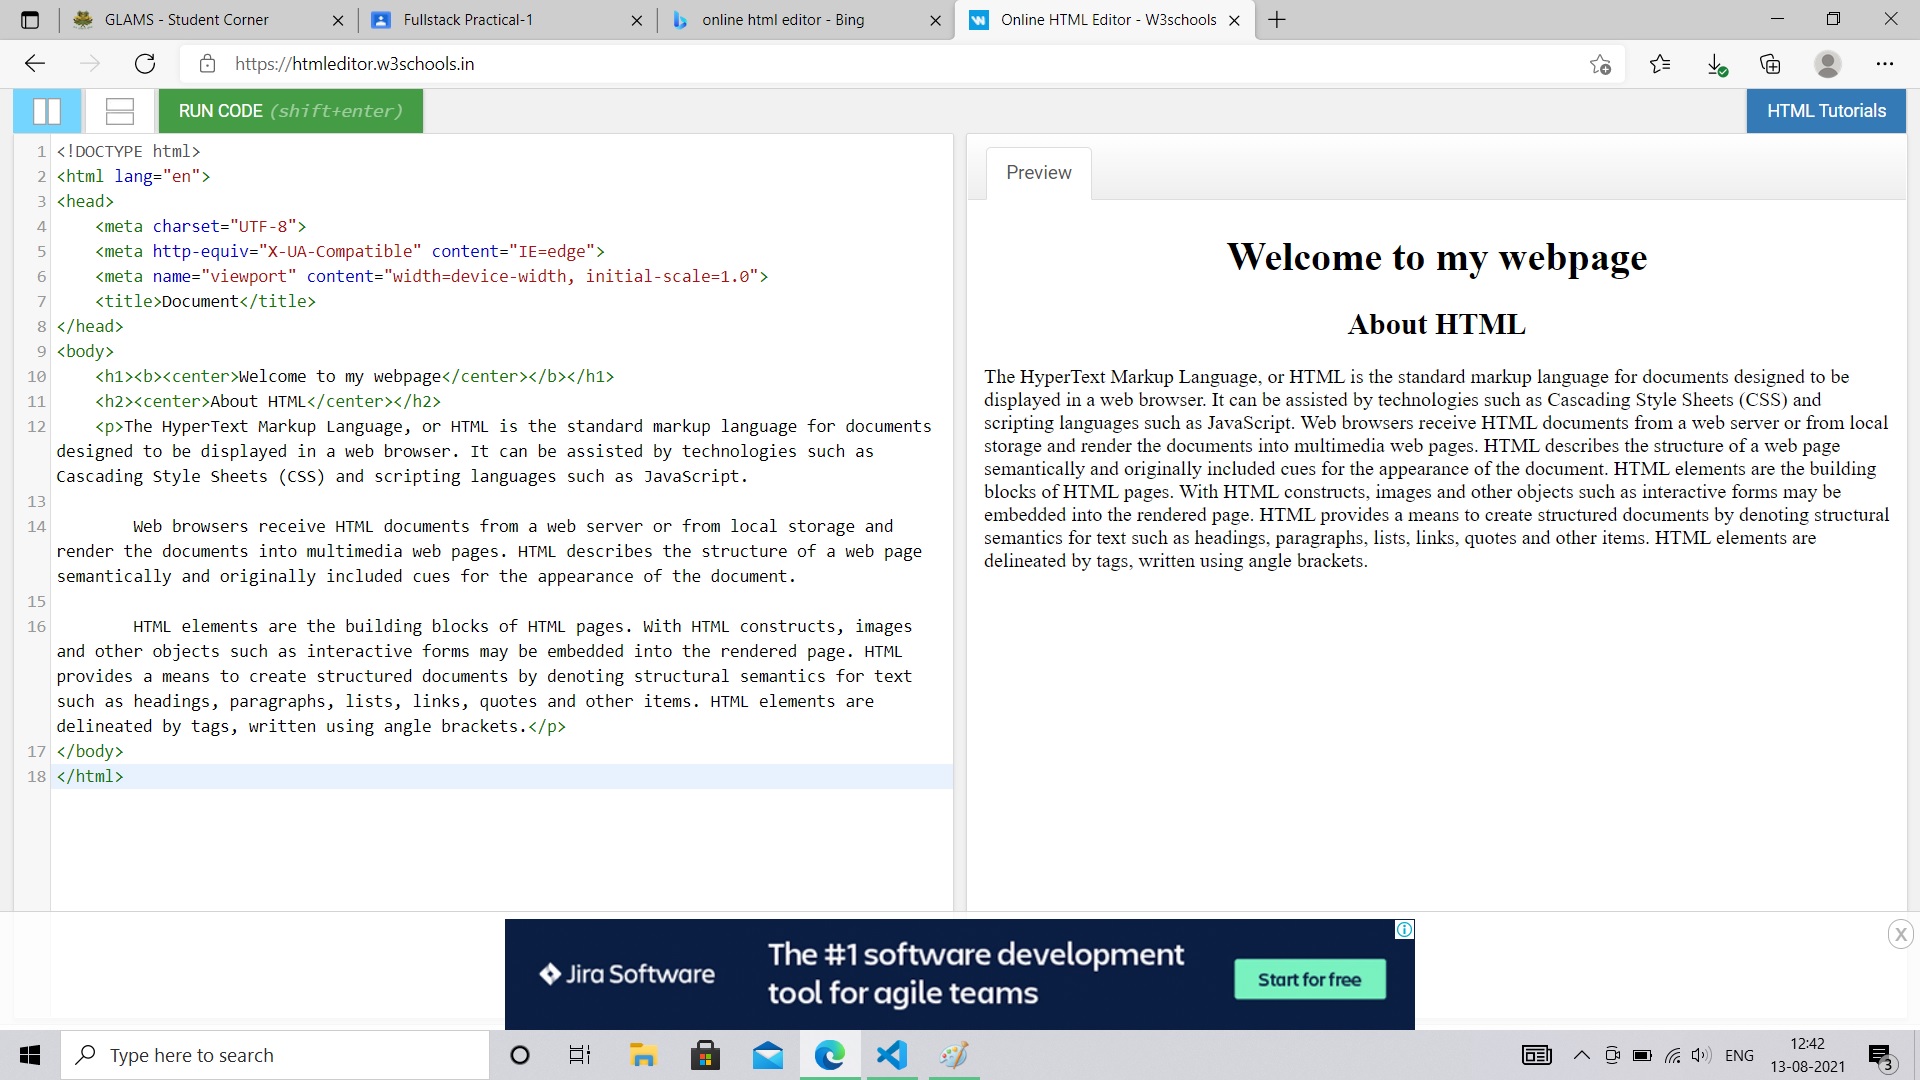 GLAMS - Student Corner
Fullstack Practical-1
online html editor - Bing
Online HTML Editor - W3schools
https://htmleditor.w3schools.in
RUN CODE (shift+enter)
HTML Tutorials
1 <!DOCTYPE html>
2 <html lang="en">
3 <head>
4 <meta charset="UTF-8">
5 <meta http-equiv="X-UA-Compatible" content="IE=edge">
6 <meta name="viewport" content="width=device-width, initial-scale=1.0">
7 <title>Document</title>
8 </head>
9 <body>
10 <h1><b><center>Welcome to my webpage</center></b></h1>
11 <h2><center>About HTML</center></h2>
12 <p>The HyperText Markup Language, or HTML is the standard markup language for documents
designed to be displayed in a web browser. It can be assisted by technologies such as
Cascading Style Sheets (CSS) and scripting languages such as JavaScript.
13
14 Web browsers receive HTML documents from a web server or from local storage and
render the documents into multimedia web pages. HTML describes the structure of a web page
semantically and originally included cues for the appearance of the document.
15
16 HTML elements are the building blocks of HTML pages. With HTML constructs, images
and other objects such as interactive forms may be embedded into the rendered page. HTML
provides a means to create structured documents by denoting structural semantics for text
such as headings, paragraphs, lists, links, quotes and other items. HTML elements are
delineated by tags, written using angle brackets.</p>
17 </body>
18 </html>
Preview
Welcome to my webpage
About HTML
The HyperText Markup Language, or HTML is the standard markup language for documents designed to be
displayed in a web browser. It can be assisted by technologies such as Cascading Style Sheets (CSS) and
scripting languages such as JavaScript. Web browsers receive HTML documents from a web server or from local
storage and render the documents into multimedia web pages. HTML describes the structure of a web page
semantically and originally included cues for the appearance of the document. HTML elements are the building
blocks of HTML pages. With HTML constructs, images and other objects such as interactive forms may be
embedded into the rendered page. HTML provides a means to create structured documents by denoting structural
semantics for text such as headings, paragraphs, lists, links, quotes and other items. HTML elements are
delineated by tags, written using angle brackets.
Jira Software
The #1 software development
tool for agile teams
Start for free
X
Type here to search
ENG
12:42
13-08-2021
3